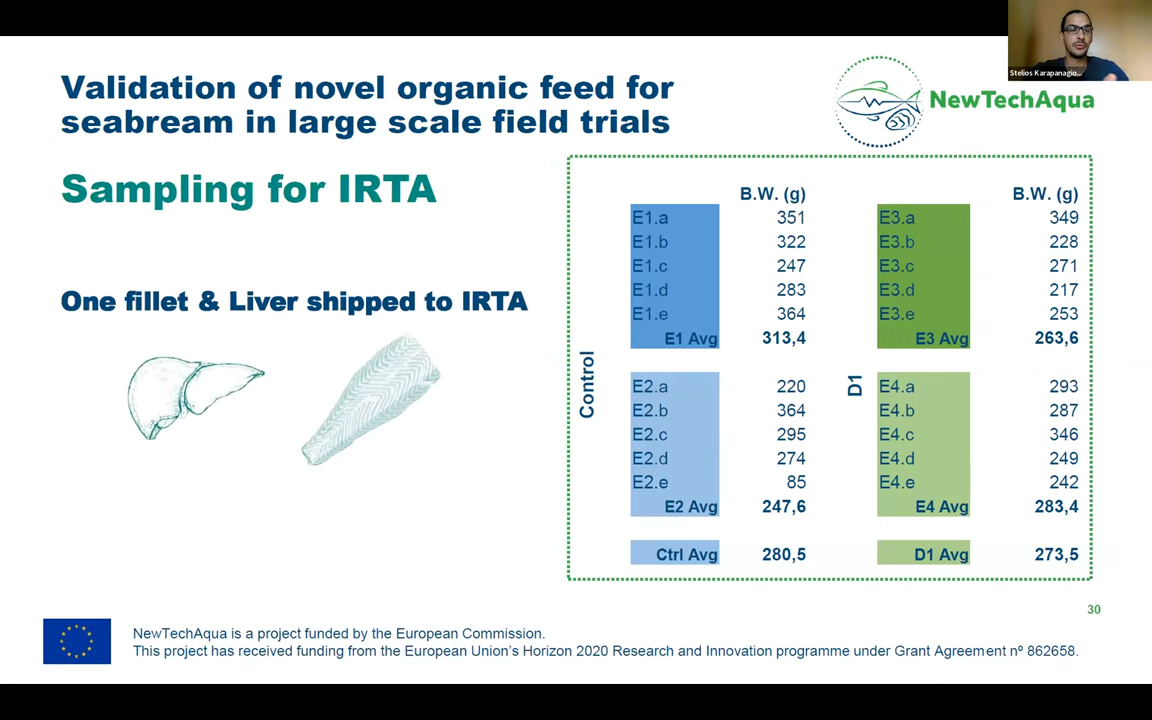 Stelios Karapanagio...
Validation of novel organic feed for
seabream in large scale field trials
NewTechAqua
Sampling for IRTA
One fillet & Liver shipped to IRTA
Control
B.W. (g)
E1.a 351
E1.b 322
E1.c 247
E1.d 283
E1.e 364
E1 Avg 313,4
E2.a 220
E2.b 364
E2.c 295
E2.d 274
E2.e 85
E2 Avg 247,6
Ctrl Avg 280,5
D1
B.W. (g)
E3.a 349
E3.b 228
E3.c 271
E3.d 217
E3.e 253
E3 Avg 263,6
E4.a 293
E4.b 287
E4.c 346
E4.d 249
E4.e 242
E4 Avg 283,4
D1 Avg 273,5
30
NewTechAqua is a project funded by the European Commission.
This project has received funding from the European Union's Horizon 2020 Research and Innovation programme under Grant Agreement nº 862658.